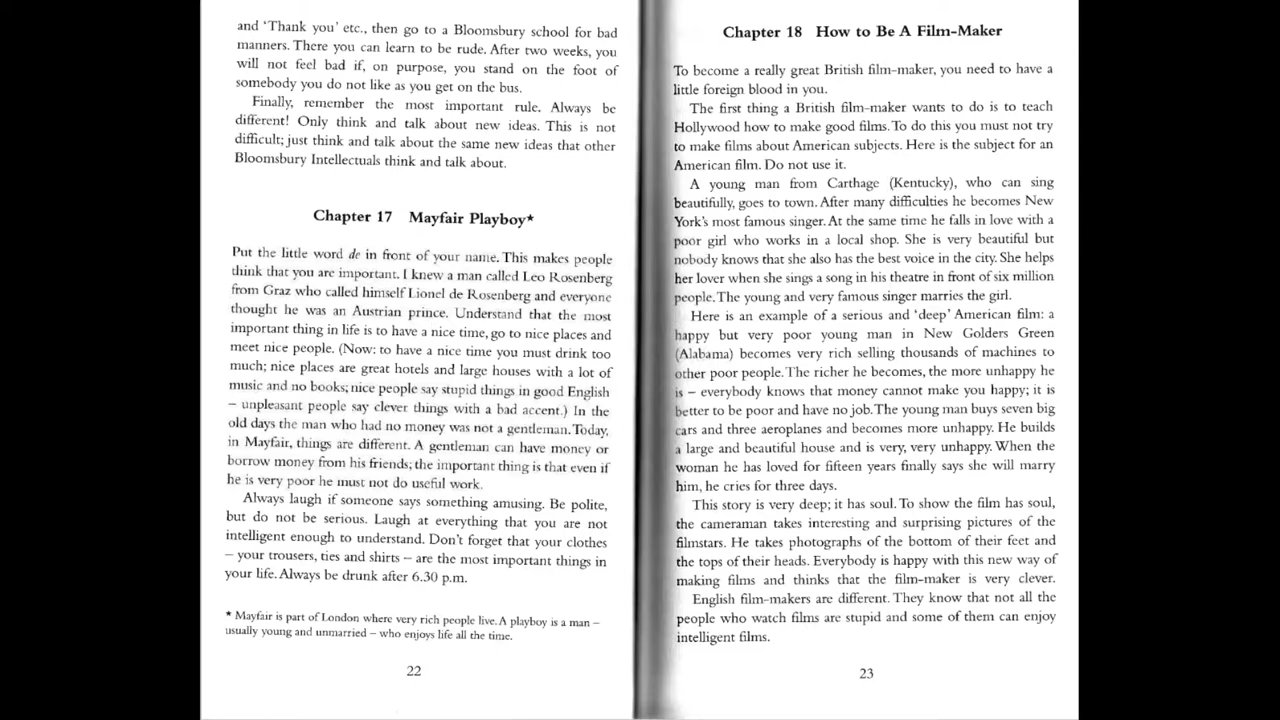 and ‘Thank you’ etc., then go to a Bloomsbury school for bad
manners. There you can learn to be rude. After two weeks, you
will not feel bad if, on purpose, you stand on the foot of
somebody you do not like as you get on the bus.
Finally, remember the most important rule. Always be
different! Only think and talk about new ideas. This is not
difficult; just think and talk about the same new ideas that other
Bloomsbury Intellectuals think and talk about.
Chapter 17 Mayfair Playboy*
Put the little word de in front of your name. This makes people
think that you are important. I knew a man called Leo Rosenberg
from Graz who called himself Lionel de Rosenberg and everyone
thought he was an Austrian prince. Understand that the most
important thing in life is to have a nice time, go to nice places and
meet nice people. (Now: to have a nice time you must drink too
much; nice places are great hotels and large houses with a lot of
music and no books; nice people say stupid things in good English
– unpleasant people say clever things with a bad accent.) In the
old days the man who had no money was not a gentleman. Today,
in Mayfair, things are different. A gentleman can have money or
borrow money from his friends; the important thing is that even if
he is very poor he must not do useful work.
Always laugh if someone says something amusing. Be polite,
but do not be serious. Laugh at everything that you are not
intelligent enough to understand. Don’t forget that your clothes
– your trousers, ties and shirts – are the most important things in
your life. Always be drunk after 6.30 p.m.
* Mayfair is part of London where very rich people live. A playboy is a man –
usually young and unmarried – who enjoys life all the time.
22
Chapter 18 How to Be A Film-Maker
To become a really great British film-maker, you need to have a
little foreign blood in you.
The first thing a British film-maker wants to do is to teach
Hollywood how to make good films. To do this you must not try
to make films about American subjects. Here is the subject for an
American film. Do not use it.
A young man from Carthage (Kentucky), who can sing
beautifully, goes to town. After many difficulties he becomes New
York’s most famous singer. At the same time he falls in love with a
poor girl who works in a local shop. She is very beautiful but
nobody knows that she also has the best voice in the city. She helps
her lover when she sings a song in his theatre in front of six million
people. The young and very famous singer marries the girl.
Here is an example of a serious and ‘deep’ American film: a
happy but very poor young man in New Golders Green
(Alabama) becomes very rich selling thousands of machines to
other poor people. The richer he becomes, the more unhappy he
is – everybody knows that money cannot make you happy; it is
better to be poor and have no job. The young man buys seven big
cars and three aeroplanes and becomes more unhappy. He builds
a large and beautiful house and is very, very unhappy. When the
woman he has loved for fifteen years finally says she will marry
him, he cries for three days.
This story is very deep; it has soul. To show the film has soul,
the cameraman takes interesting and surprising pictures of the
filmstars. He takes photographs of the bottom of their feet and
the tops of their heads. Everybody is happy with this new way of
making films and thinks that the film-maker is very clever.
English film-makers are different. They know that not all the
people who watch films are stupid and some of them can enjoy
intelligent films.
23